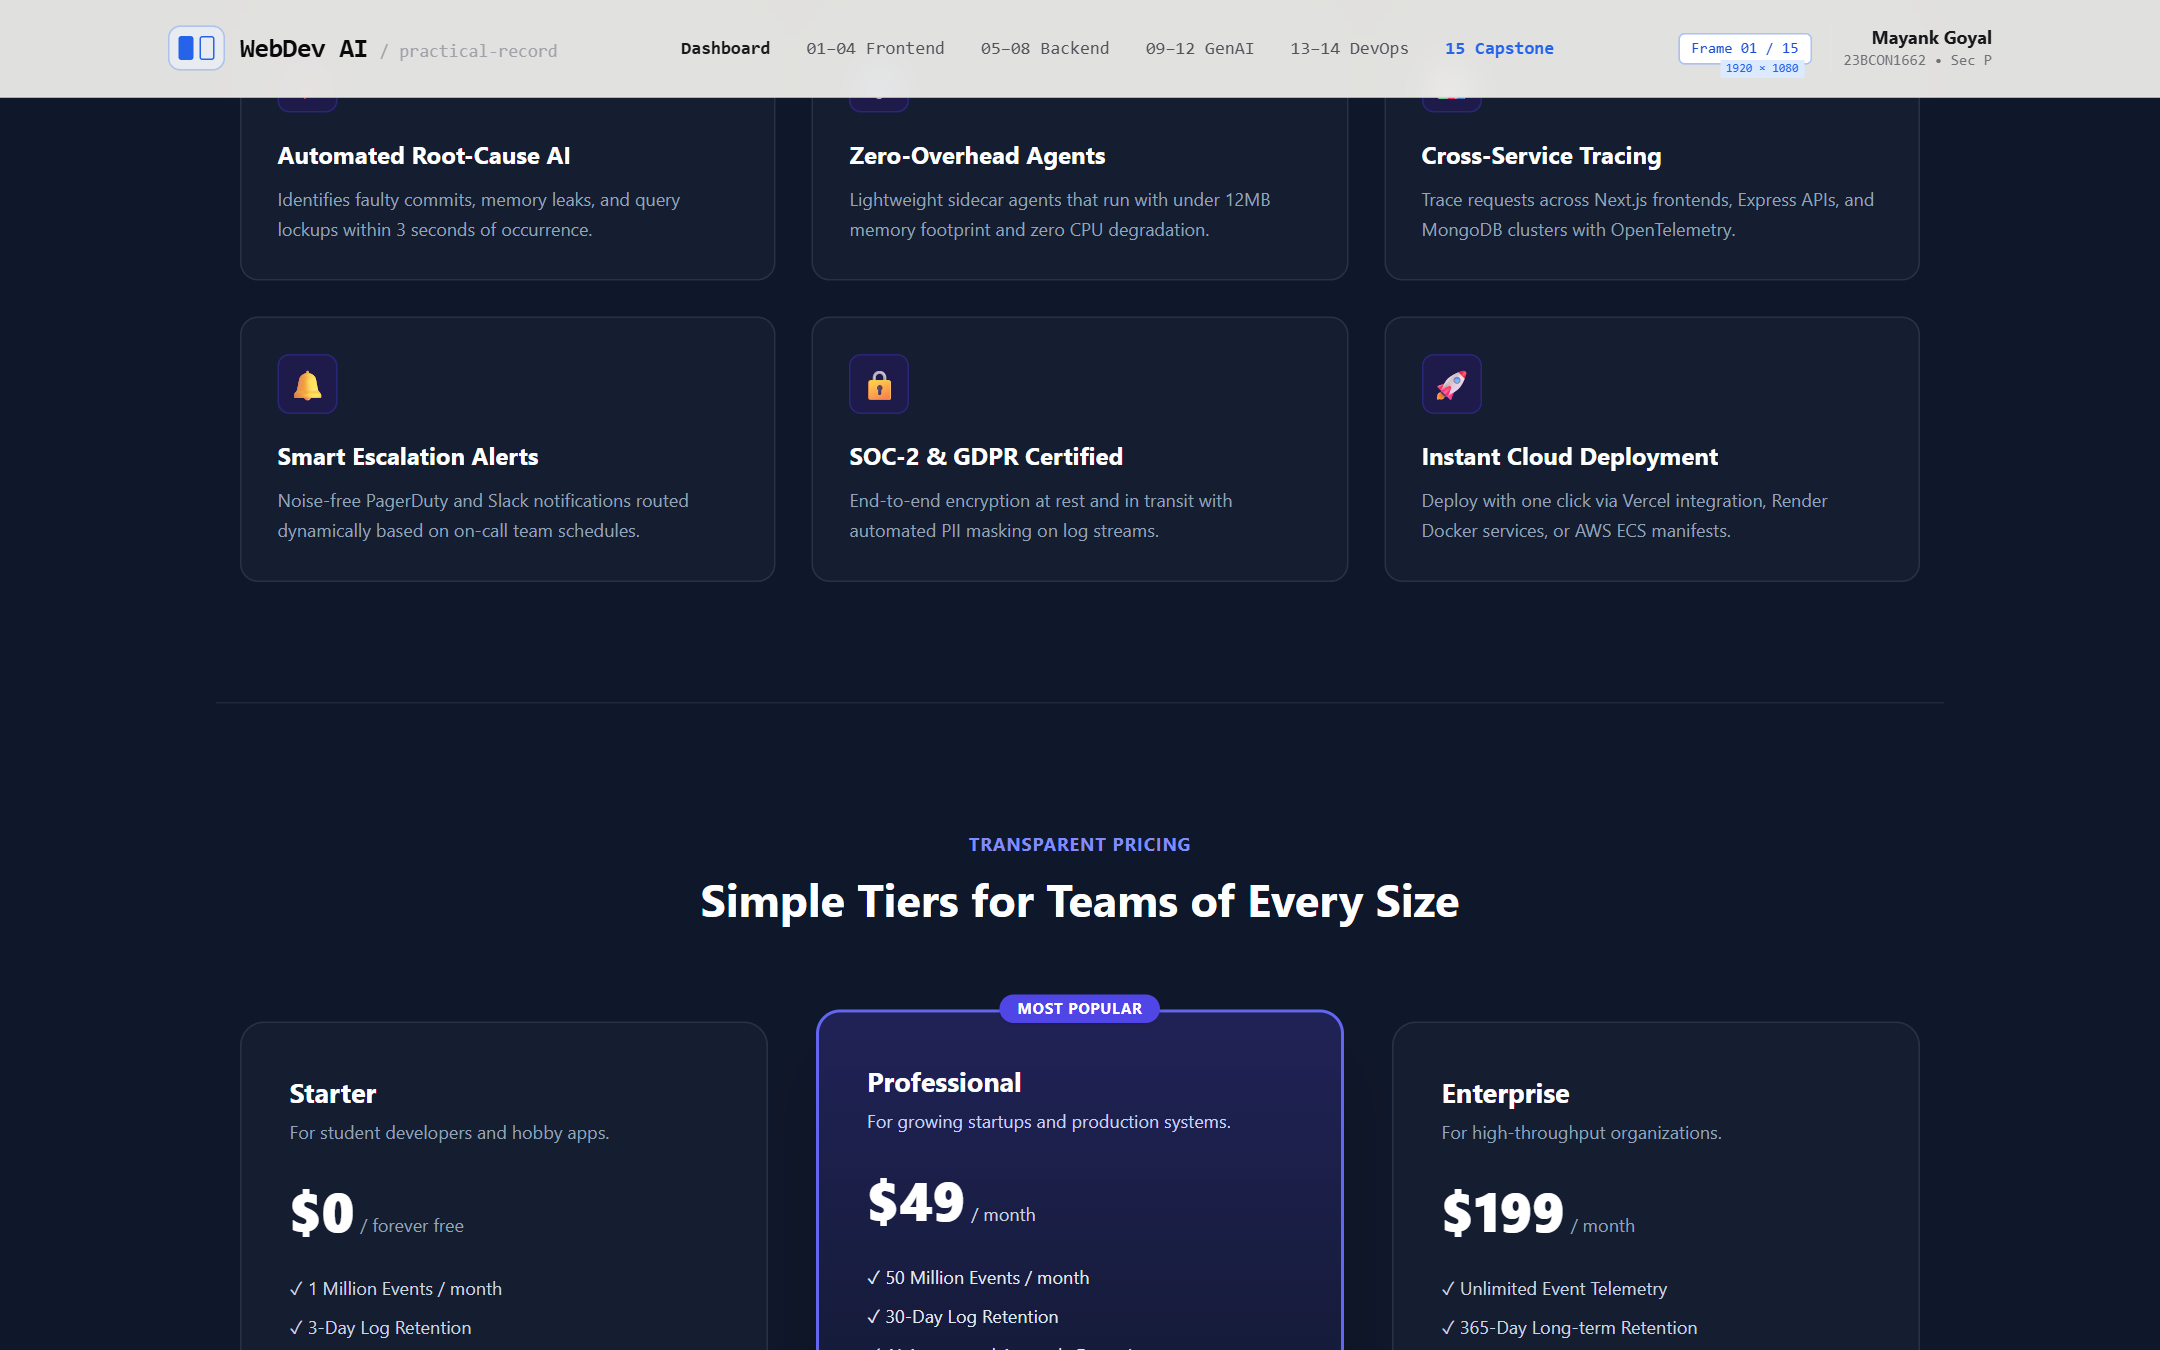 WebDev AI / practical-record
Dashboard
01–04 Frontend
05–08 Backend
09–12 GenAI
13–14 DevOps
15 Capstone
Frame 01 / 15
1920 × 1080
Mayank Goyal
23BCON1662 • Sec P
Automated Root-Cause AI
Identifies faulty commits, memory leaks, and query
lockups within 3 seconds of occurrence.
Zero-Overhead Agents
Lightweight sidecar agents that run with under 12MB
memory footprint and zero CPU degradation.
Cross-Service Tracing
Trace requests across Next.js frontends, Express APIs, and
MongoDB clusters with OpenTelemetry.
Smart Escalation Alerts
Noise-free PagerDuty and Slack notifications routed
dynamically based on on-call team schedules.
SOC-2 & GDPR Certified
End-to-end encryption at rest and in transit with
automated PII masking on log streams.
Instant Cloud Deployment
Deploy with one click via Vercel integration, Render
Docker services, or AWS ECS manifests.
TRANSPARENT PRICING
Simple Tiers for Teams of Every Size
Starter
For student developers and hobby apps.
$0 / forever free
✓ 1 Million Events / month
✓ 3-Day Log Retention
MOST POPULAR
Professional
For growing startups and production systems.
$49 / month
✓ 50 Million Events / month
✓ 30-Day Log Retention
Enterprise
For high-throughput organizations.
$199 / month
✓ Unlimited Event Telemetry
✓ 365-Day Long-term Retention